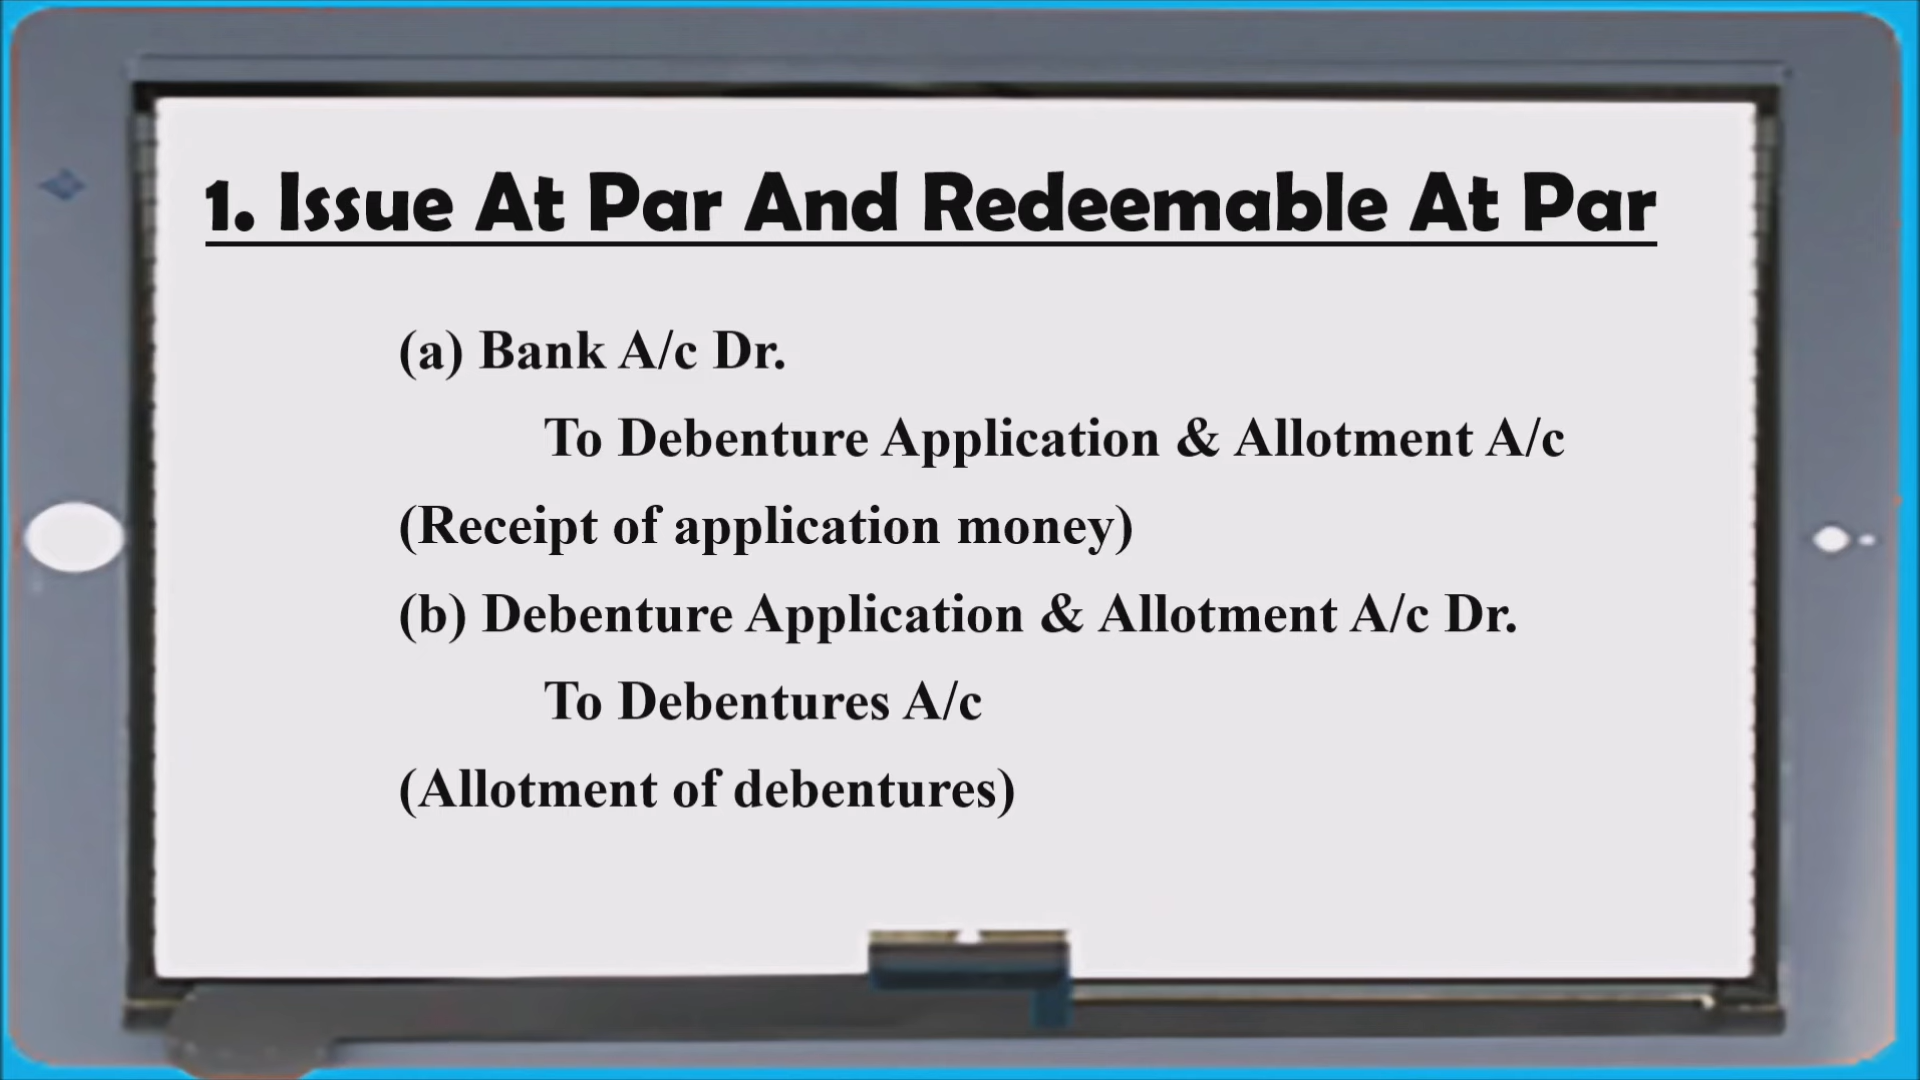 1. Issue At Par And Redeemable At Par
(a) Bank A/c Dr.
To Debenture Application & Allotment A/c
(Receipt of application money)
(b) Debenture Application & Allotment A/c Dr.
To Debentures A/c
(Allotment of debentures)